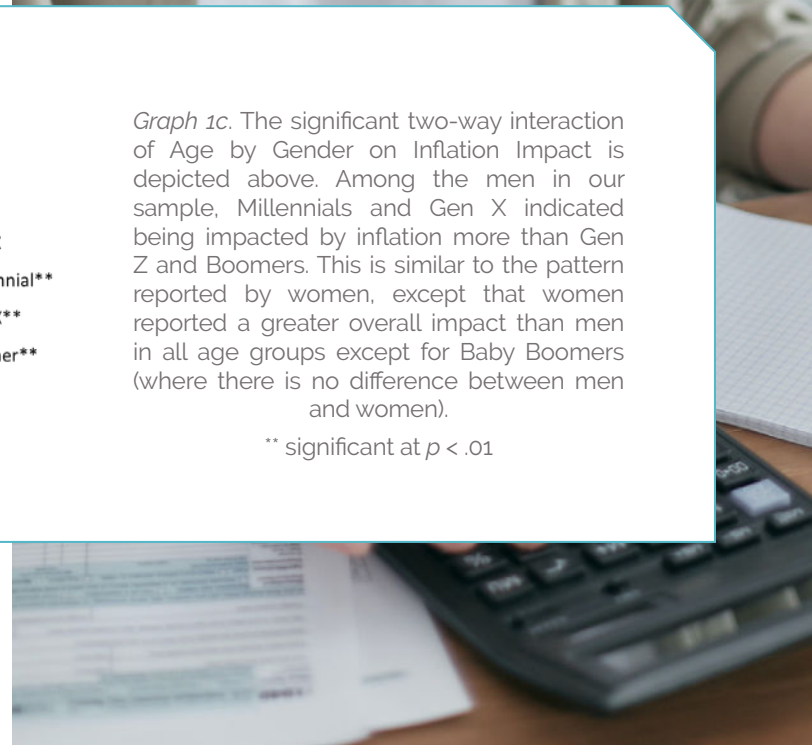 Graph 1c. The significant two-way interaction
of Age by Gender on Inflation Impact is
depicted above. Among the men in our
sample, Millennials and Gen X indicated
being impacted by inflation more than Gen
Z and Boomers. This is similar to the pattern
reported by women, except that women
reported a greater overall impact than men
in all age groups except for Baby Boomers
(where there is no difference between men
and women).
** significant at p < .01
nnial**
er**